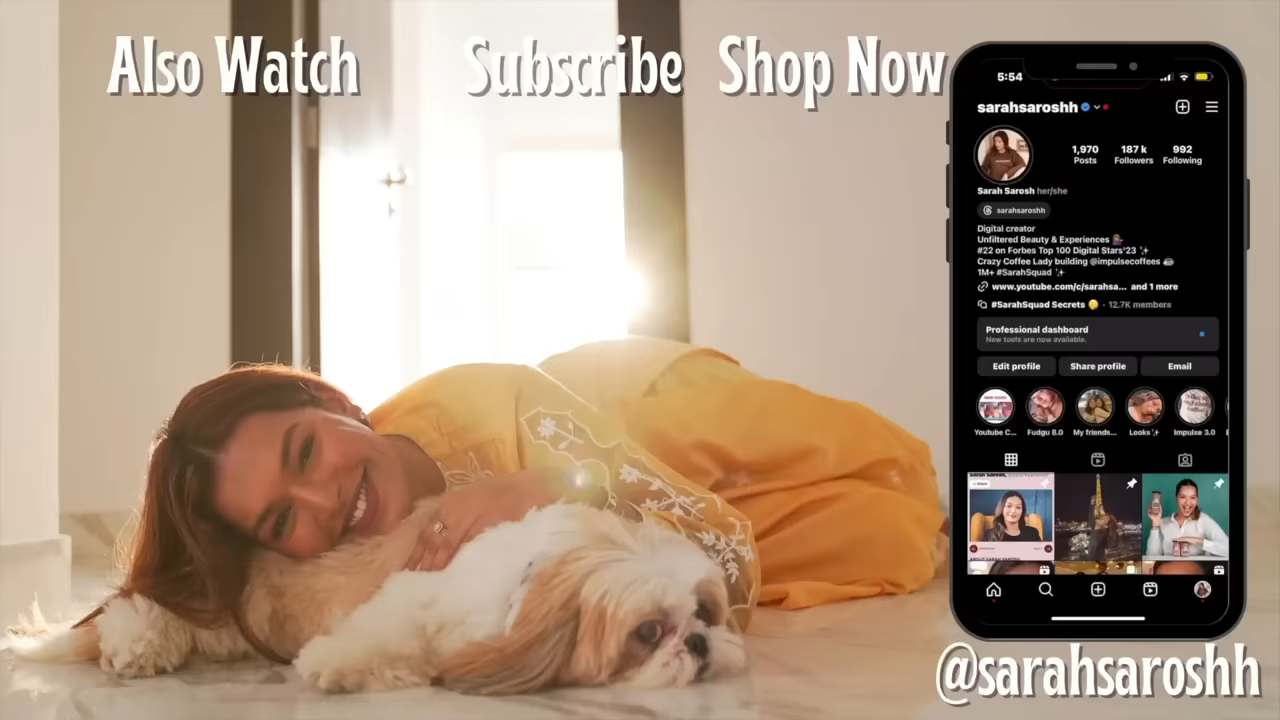 Also Watch
Subscribe
Shop Now
5:54
sarahsaroshh
1,970
187 k
992
Posts
Followers
Following
Sarah Sarosh her/she
sarahsaroshh
Digital creator
Unfiltered Beauty & Experiences 💁🏽‍♀️
#22 on Forbes Top 100 Digital Stars'23 ✨
Crazy Coffee Lady building @impulsecoffees ☕
1M+ #SarahSquad ✨
www.youtube.com/c/sarahsa... and 1 more
#SarahSquad Secrets 🤫 · 12.7K members
Professional dashboard
New tools are now available.
Edit profile
Share profile
Email
Youtube C...
Fudgu 8.0
My friends...
Looks ✨
Impulse 3.0
@sarahsaroshh